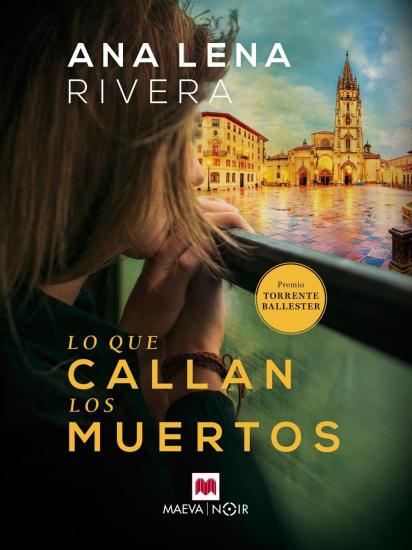 ANA LENA
RIVERA
Premio
TORRENTE
BALLESTER
LO QUE
CALLAN
LOS
MUERTOS
MAEVA | NOIR